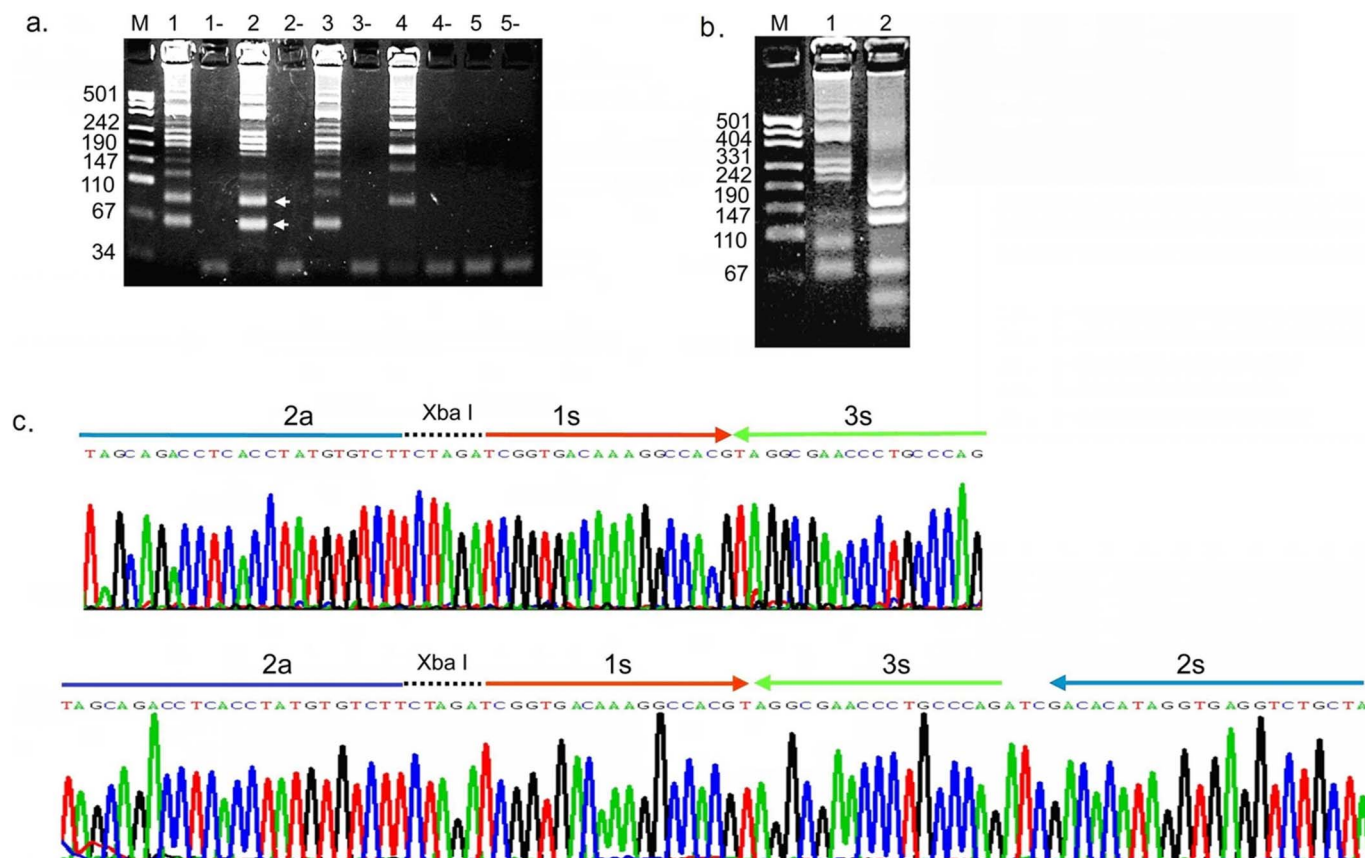 a.
M 1 1- 2 2- 3 3- 4 4- 5 5-
501
242
190
147
110
67
34
b.
M 1 2
501
404
331
242
190
147
110
67
c.
2a Xba I 1s 3s
TAGCAGACCTCACCTATGTGTCTTCTAGATCGGTGACAAAGGCCACGTAGGCGAACCCTGCCCAG
2a Xba I 1s 3s 2s
TAGCAGACCTCACCTATGTGTCTTCTAGATCGGTGACAAAGGCCACGTAGGCGAACCCTGCCCAGATCGACACATAGGTGAGGTCTGCTA